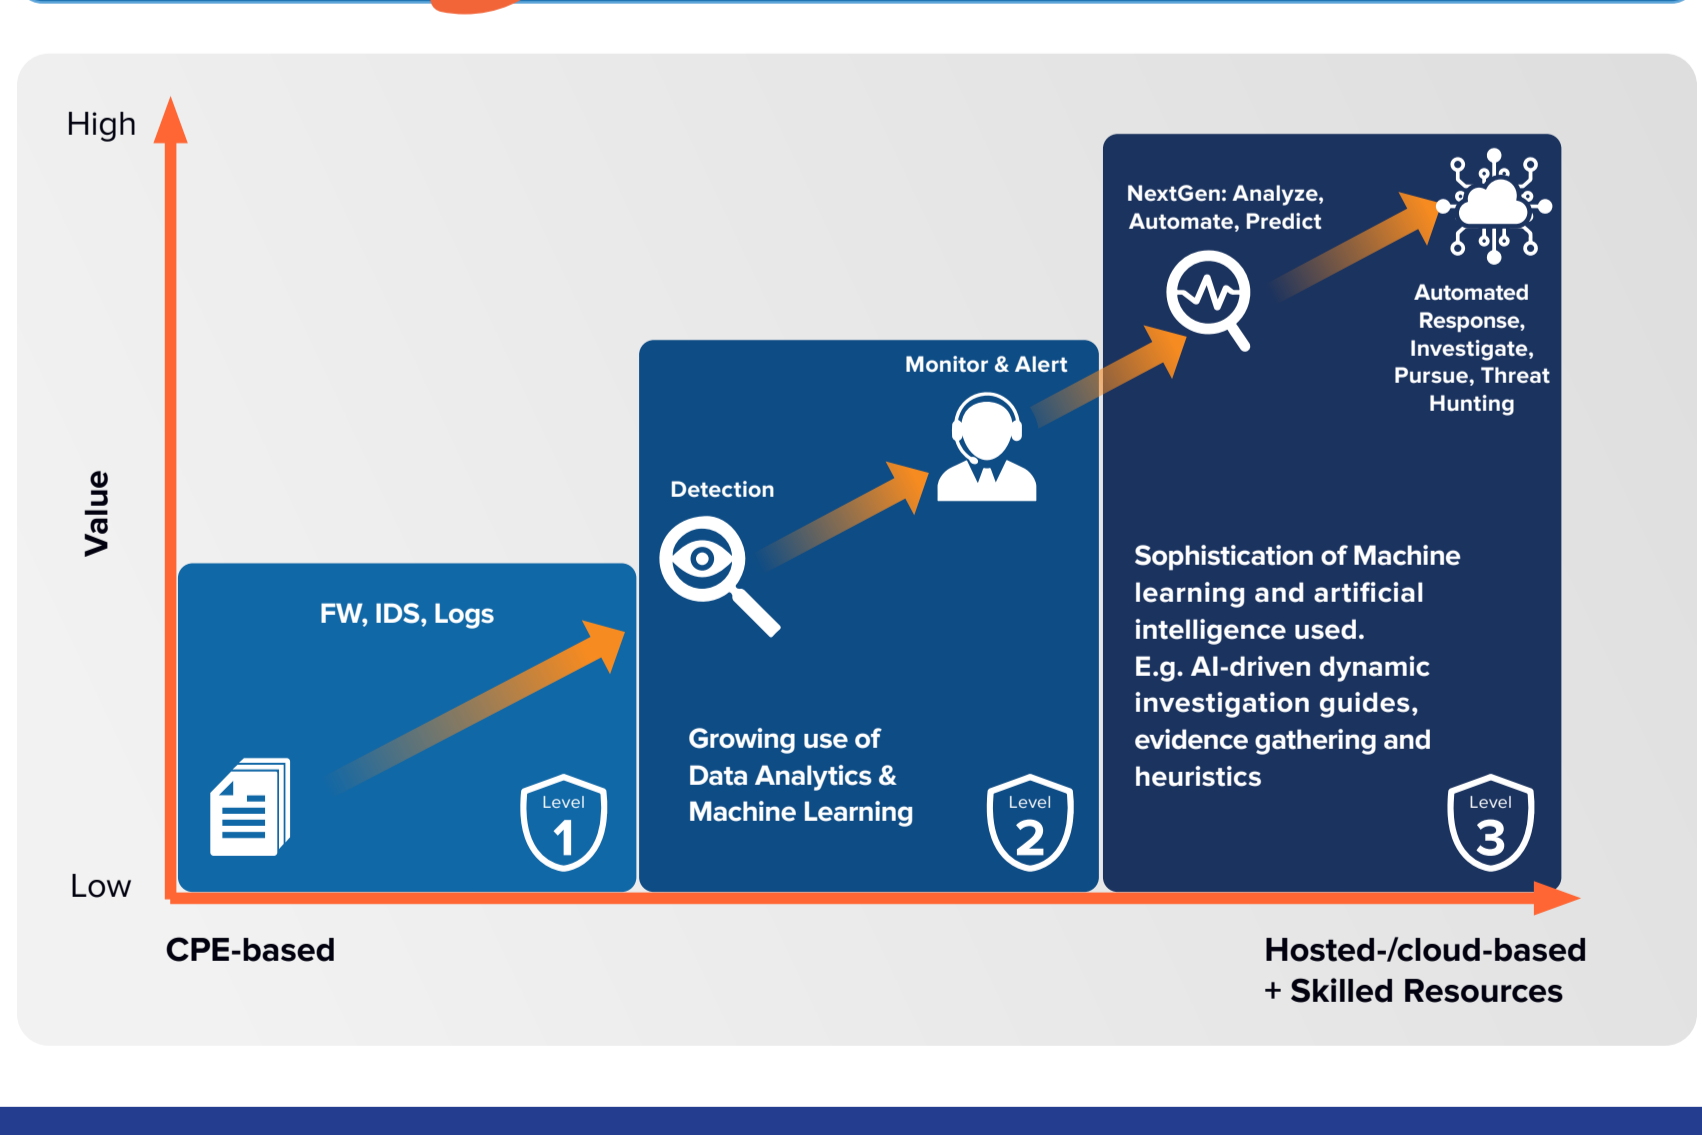 High
Value
Low
FW, IDS, Logs
Level
1
Detection
Monitor & Alert
Growing use of
Data Analytics &
Machine Learning
Level
2
NextGen: Analyze,
Automate, Predict
Automated
Response,
Investigate,
Pursue, Threat
Hunting
Sophistication of Machine
learning and artificial
intelligence used.
E.g. AI-driven dynamic
investigation guides,
evidence gathering and
heuristics
Level
3
CPE-based
Hosted-/cloud-based
+ Skilled Resources